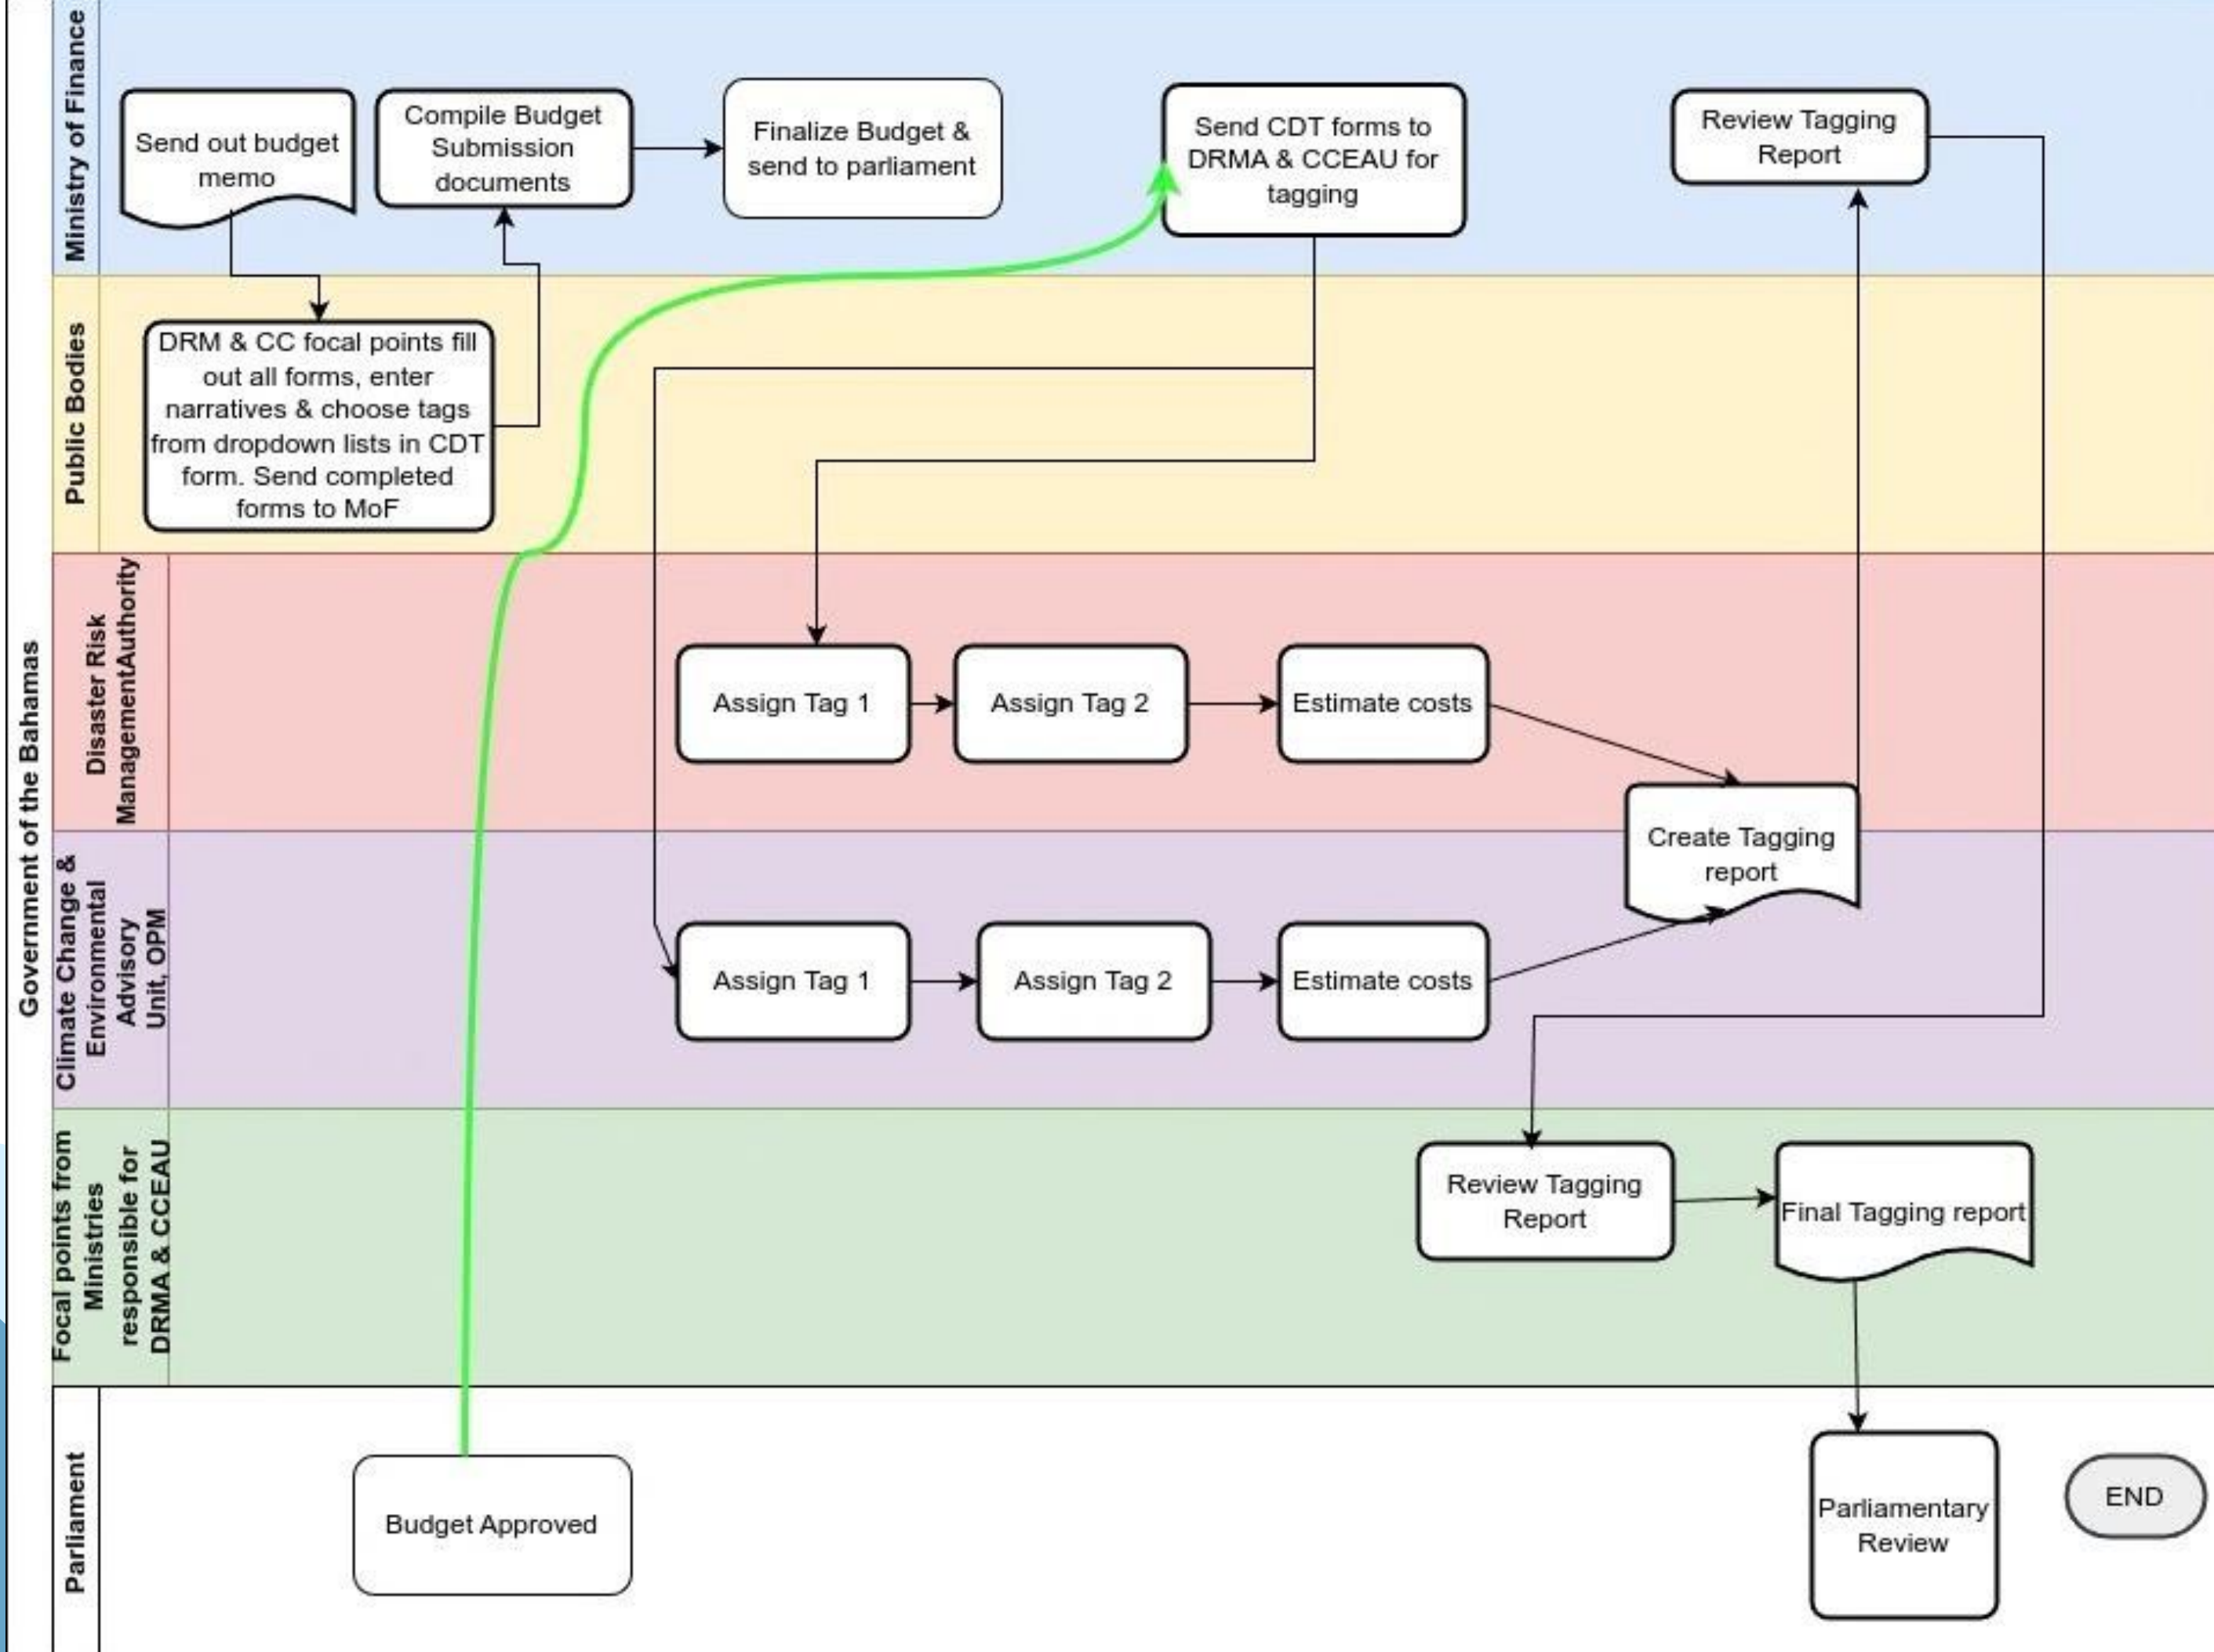 Government of the Bahamas
Ministry of Finance
Send out budget
memo
Compile Budget
Submission
documents
Finalize Budget &
send to parliament
Send CDT forms to
DRMA & CCEAU for
tagging
Review Tagging
Report
Public Bodies
DRM & CC focal points fill
out all forms, enter
narratives & choose tags
from dropdown lists in CDT
form. Send completed
forms to MoF
Disaster Risk
ManagementAuthority
Assign Tag 1
Assign Tag 2
Estimate costs
Create Tagging
report
Climate Change &
Environmental
Advisory
Unit, OPM
Assign Tag 1
Assign Tag 2
Estimate costs
Focal points from
Ministries
responsible for
DRMA & CCEAU
Review Tagging
Report
Final Tagging report
Parliament
Budget Approved
Parliamentary
Review
END